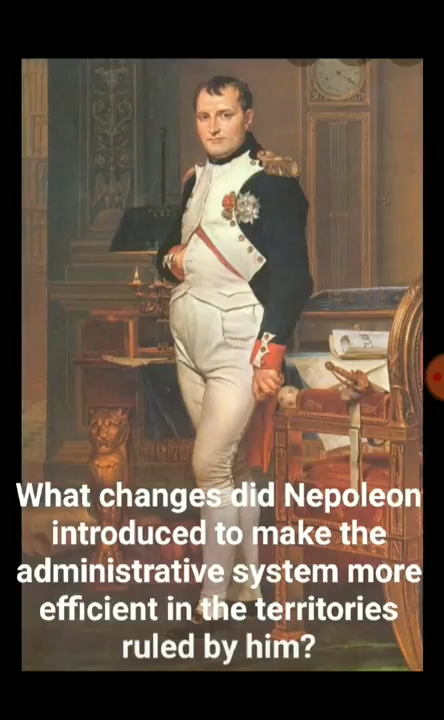 What changes did Nepoleon
introduced to make the
administrative system more
efficient in the territories
ruled by him?